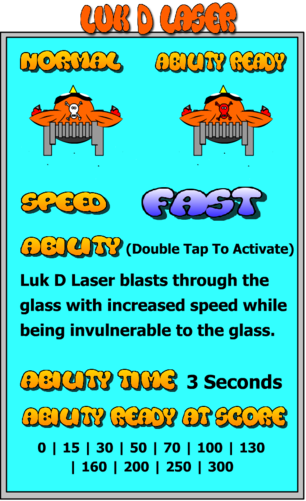 LUK D LASER
NORMAL ABILITY READY
SPEED FAST
ABILITY (Double Tap To Activate)
Luk D Laser blasts through the
glass with increased speed while
being invulnerable to the glass.
ABILITY TIME 3 Seconds
ABILITY READY AT SCORE
0 | 15 | 30 | 50 | 70 | 100 | 130
| 160 | 200 | 250 | 300